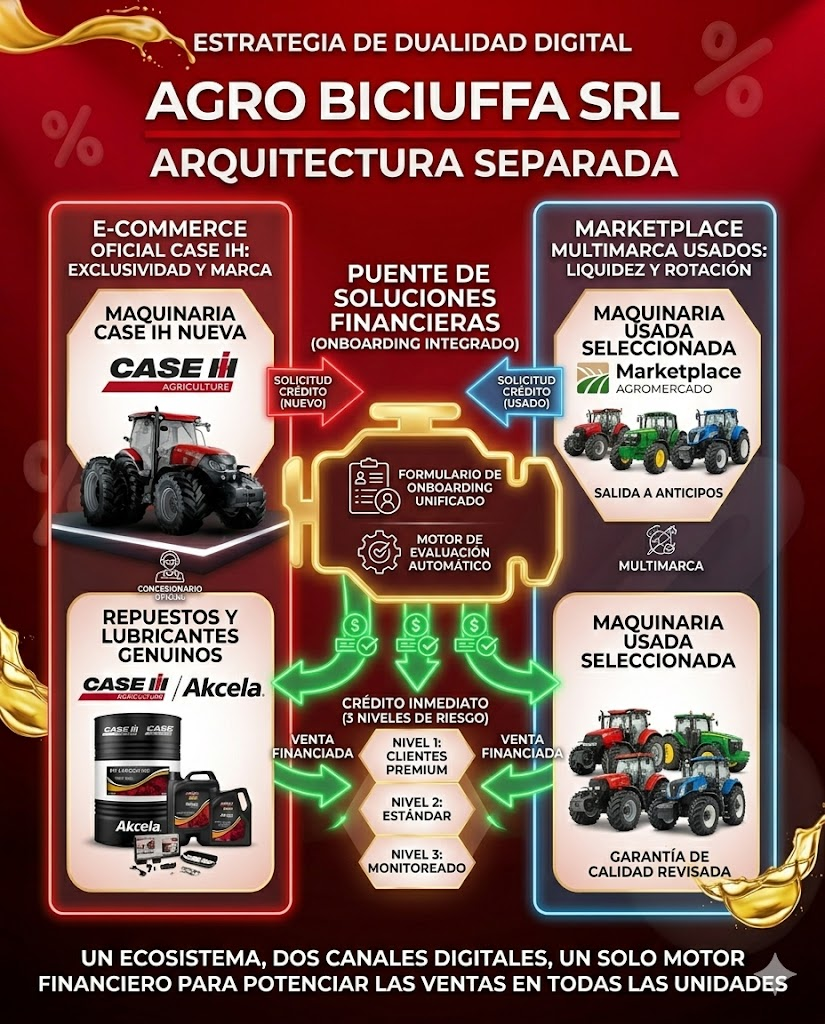 ESTRATEGIA DE DUALIDAD DIGITAL
AGRO BICIUFFA SRL
ARQUITECTURA SEPARADA
E-COMMERCE
OFICIAL CASE IH:
EXCLUSIVIDAD Y MARCA
MAQUINARIA
CASE IH NUEVA
CASE IH
AGRICULTURE
CONCESIONARIO
REPUESTOS Y
LUBRICANTES
GENUINOS
CASE IH
AGRICULTURE
/ Akcela.
CASE IH CASE
Akcela
PUENTE DE
SOLUCIONES
FINANCIERAS
(ONBOARDING INTEGRADO)
SOLICITUD
CRÉDITO
(NUEVO)
SOLICITUD
CRÉDITO
(USADO)
FORMULARIO DE
ONBOARDING
UNIFICADO
MOTOR DE
EVALUACIÓN
AUTOMÁTICO
$
$
$
CRÉDITO INMEDIATO
(3 NIVELES DE RIESGO)
VENTA
FINANCIADA
VENTA
FINANCIADA
NIVEL 1:
CLIENTES
PREMIUM
NIVEL 2:
ESTÁNDAR
NIVEL 3:
MONITOREADO
MARKETPLACE
MULTIMARCA USADOS:
LIQUIDEZ Y ROTACIÓN
MAQUINARIA
USADA
SELECCIONADA
Marketplace
AGROMERCADO
SALIDA A ANTICIPOS
MULTIMARCA
MAQUINARIA
USADA
SELECCIONADA
GARANTÍA DE
CALIDAD REVISADA
UN ECOSISTEMA, DOS CANALES DIGITALES, UN SOLO MOTOR
FINANCIERO PARA POTENCIAR LAS VENTAS EN TODAS LAS UNIDADES